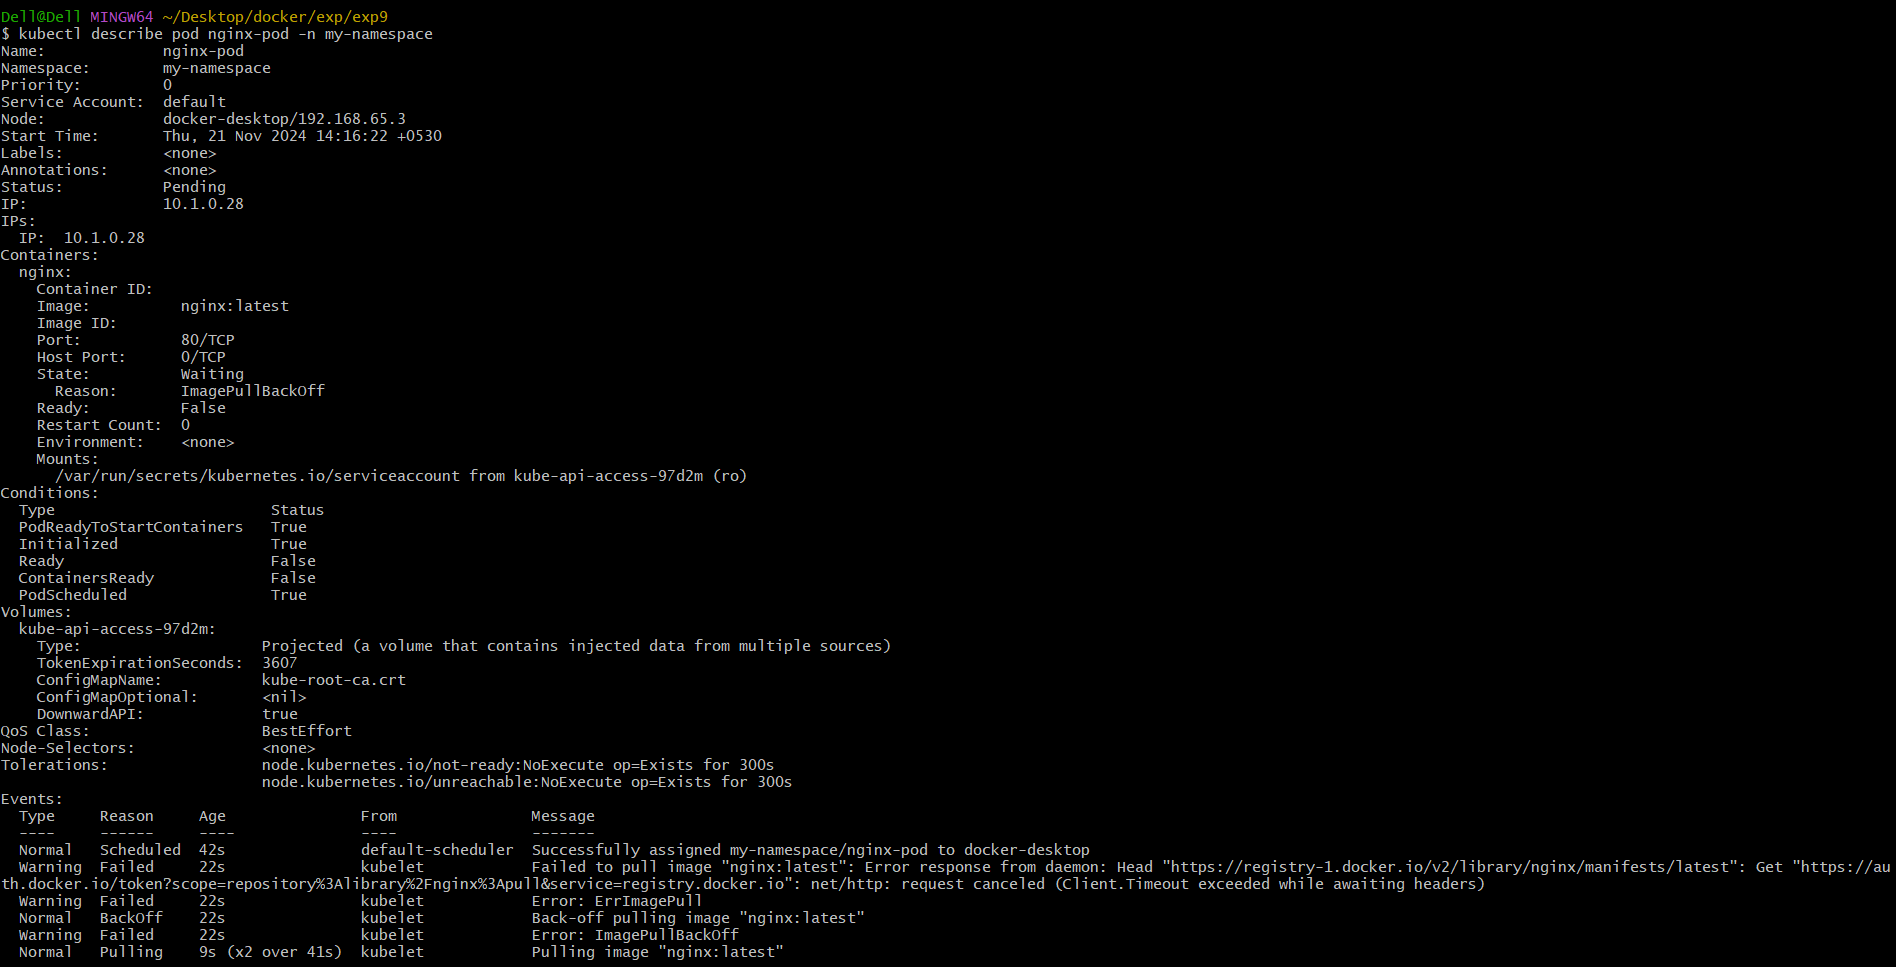 Dell@Dell MINGW64 ~/Desktop/docker/exp/exp9
$ kubectl describe pod nginx-pod -n my-namespace
Name:             nginx-pod
Namespace:        my-namespace
Priority:         0
Service Account:  default
Node:             docker-desktop/192.168.65.3
Start Time:       Thu, 21 Nov 2024 14:16:22 +0530
Labels:           <none>
Annotations:      <none>
Status:           Pending
IP:               10.1.0.28
IPs:
  IP:  10.1.0.28
Containers:
  nginx:
    Container ID:
    Image:          nginx:latest
    Image ID:
    Port:           80/TCP
    Host Port:      0/TCP
    State:          Waiting
      Reason:       ImagePullBackOff
    Ready:          False
    Restart Count:  0
    Environment:    <none>
    Mounts:
      /var/run/secrets/kubernetes.io/serviceaccount from kube-api-access-97d2m (ro)
Conditions:
  Type                        Status
  PodReadyToStartContainers   True
  Initialized                 True
  Ready                       False
  ContainersReady             False
  PodScheduled                True
Volumes:
  kube-api-access-97d2m:
    Type:                    Projected (a volume that contains injected data from multiple sources)
    TokenExpirationSeconds:  3607
    ConfigMapName:           kube-root-ca.crt
    ConfigMapOptional:       <nil>
    DownwardAPI:             true
QoS Class:                   BestEffort
Node-Selectors:              <none>
Tolerations:                 node.kubernetes.io/not-ready:NoExecute op=Exists for 300s
                             node.kubernetes.io/unreachable:NoExecute op=Exists for 300s
Events:
  Type     Reason     Age               From               Message
  ----     ------     ----              ----               -------
  Normal   Scheduled  42s               default-scheduler  Successfully assigned my-namespace/nginx-pod to docker-desktop
  Warning  Failed     22s               kubelet            Failed to pull image "nginx:latest": Error response from daemon: Head "https://registry-1.docker.io/v2/library/nginx/manifests/latest": Get "https://au
th.docker.io/token?scope=repository%3Alibrary%2Fnginx%3Apull&service=registry.docker.io": net/http: request canceled (Client.Timeout exceeded while awaiting headers)
  Warning  Failed     22s               kubelet            Error: ErrImagePull
  Normal   BackOff    22s               kubelet            Back-off pulling image "nginx:latest"
  Warning  Failed     22s               kubelet            Error: ImagePullBackOff
  Normal   Pulling    9s (x2 over 41s)  kubelet            Pulling image "nginx:latest"